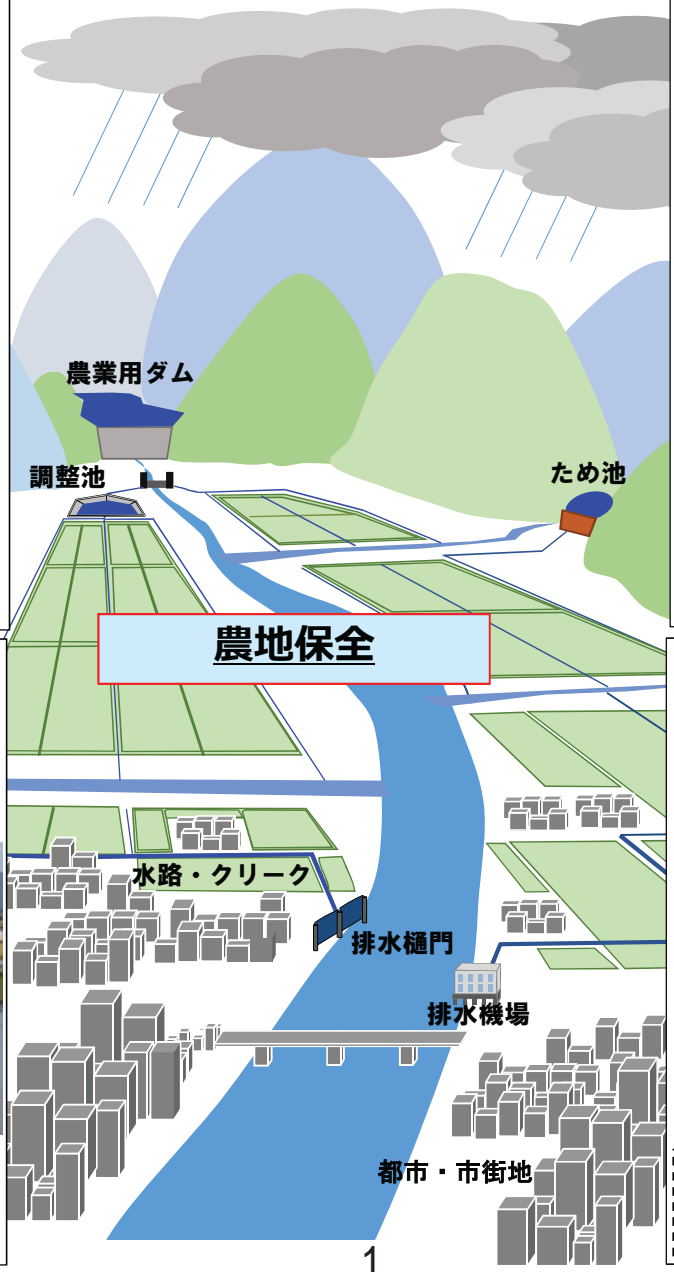 農業用ダム
調整池
ため池
農地保全
水路・クリーク
排水樋門
排水機場
都市・市街地
1